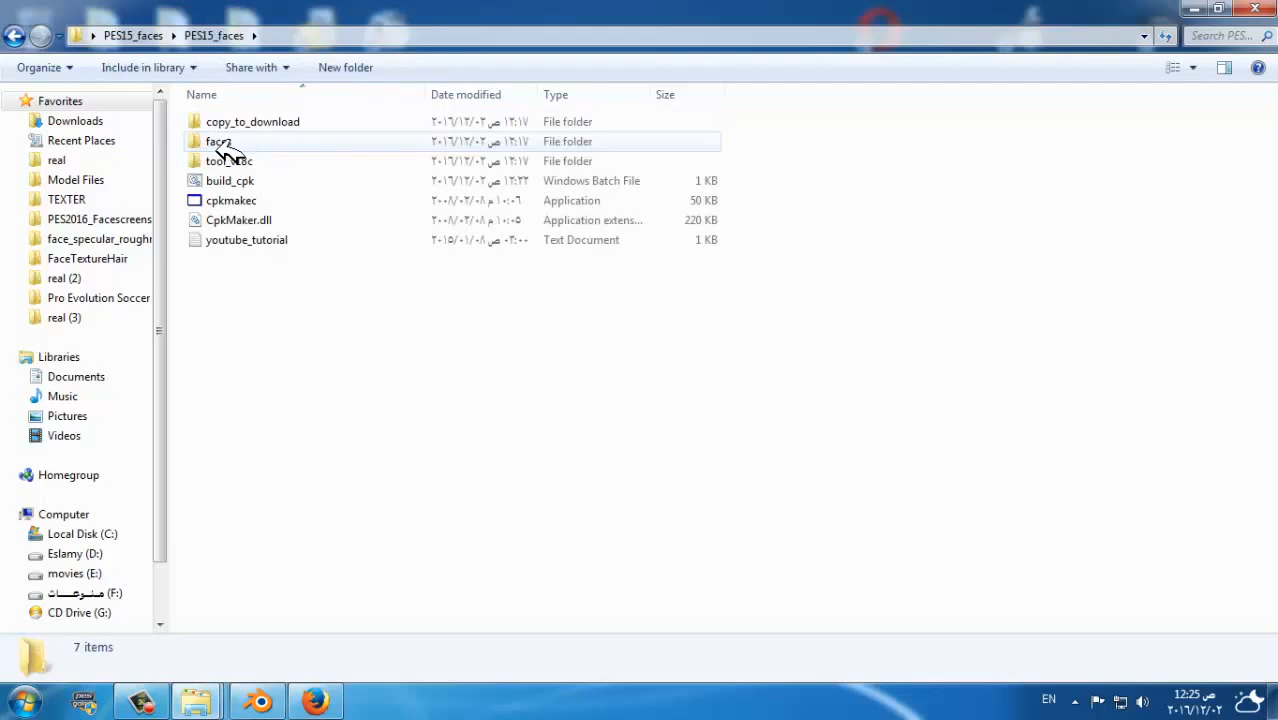 PES15_faces PES15_faces
Search PES...
Organize Include in library Share with New folder
Name Date modified Type Size
Favorites
Downloads
Recent Places
real
Model Files
TEXTER
PES2016_Facescreens
face_specular_roughr
FaceTextureHair
real (2)
Pro Evolution Soccer
real (3)
Libraries
Documents
Music
Pictures
Videos
Homegroup
Computer
Local Disk (C:)
Eslamy (D:)
movies (E:)
منوعات (F:)
CD Drive (G:)
copy_to_download ٢٠١٦/١٢/٠٢ ١٢:١٧ ص File folder
٢٠١٦/١٢/٠٢ ١٢:١٧ ص File folder
٢٠١٦/١٢/٠٢ ١٢:١٧ ص File folder
build_cpk ٢٠١٦/١٢/٠٢ ١٢:٢٢ ص Windows Batch File 1 KB
cpkmakec ٢٠٠٨/٠٢/٠٨ ١٠:٠٦ م Application 50 KB
CpkMaker.dll ٢٠٠٨/٠٢/٠٨ ١٠:٠٥ م Application extens... 220 KB
youtube_tutorial ٢٠١٥/٠١/٠٨ ٠٣:٠٠ ص Text Document 1 KB
7 items
EN
12:25 ص
٢٠١٦/١٢/٠٢